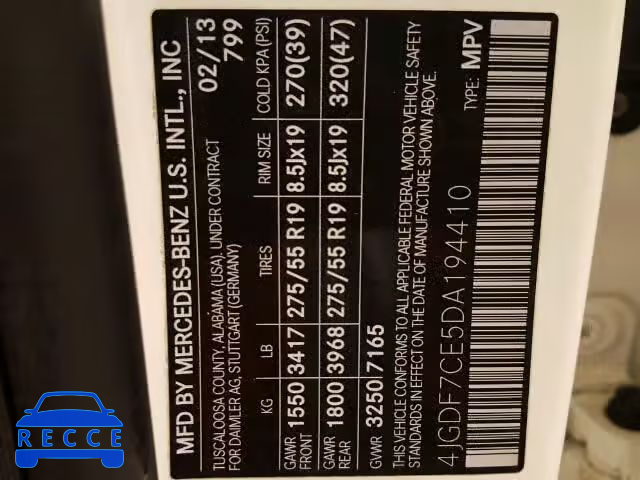 MFD BY MERCEDES-BENZ U.S. INTL., INC
TUSCALOOSA COUNTY, ALABAMA (USA). UNDER CONTRACT 02/13
FOR DAIMLER AG, STUTTGART (GERMANY) 799
KG LB TIRES RIM SIZE COLD KPA(PSI)
GAWR FRONT 1550 3417 275/55 R19 8.5Jx19 270(39)
GAWR REAR 1800 3968 275/55 R19 8.5Jx19 320(47)
GVWR 3250 7165
THIS VEHICLE CONFORMS TO ALL APPLICABLE FEDERAL MOTOR VEHICLE SAFETY
STANDARDS IN EFFECT ON THE DATE OF MANUFACTURE SHOWN ABOVE.
4JGDF7CE5DA194410 TYPE: MPV
RECCE